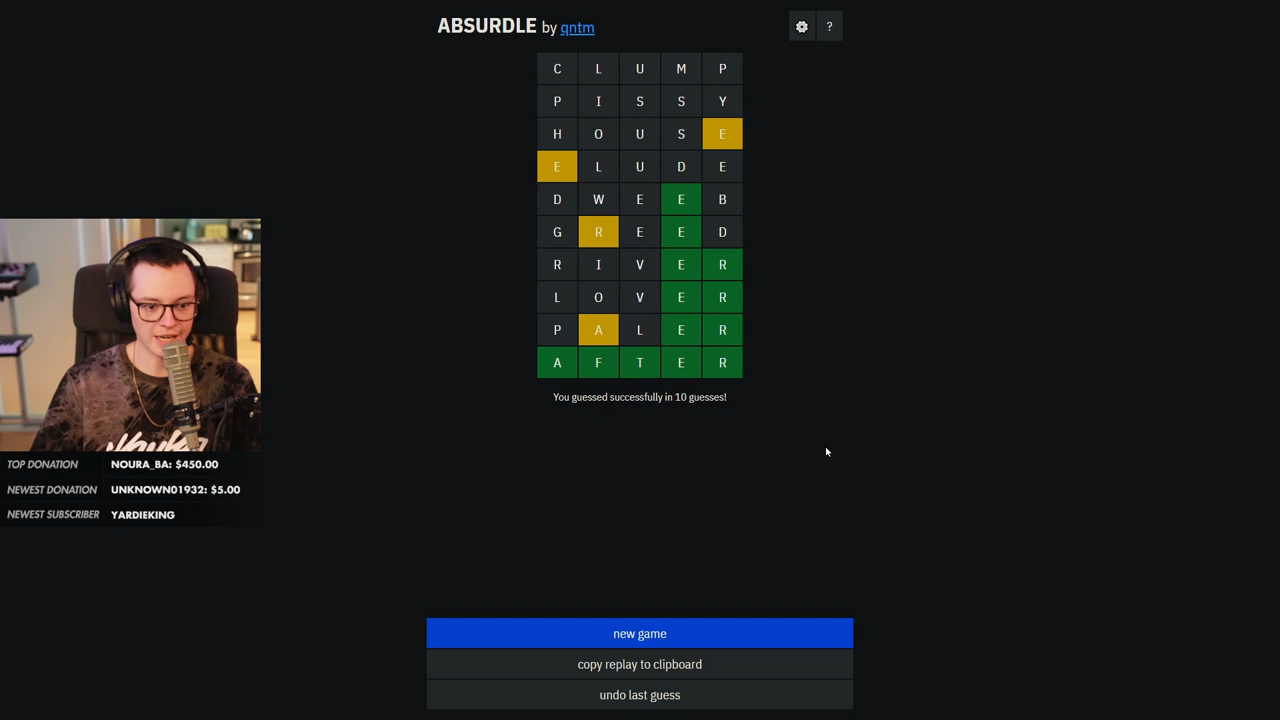 ABSURDLE by qntm
?
C L U M P
P I S S Y
H O U S E
E L U D E
D W E E B
G R E E D
R I V E R
L O V E R
P A L E R
A F T E R
You guessed successfully in 10 guesses!
TOP DONATION NOURA_BA: $450.00
NEWEST DONATION UNKNOWN01932: $5.00
NEWEST SUBSCRIBER YARDIEKING
new game
copy replay to clipboard
undo last guess